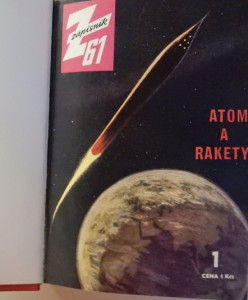 Z
zápisník
61
ATOM
A
RAKETY
1
CENA 1 Kčs